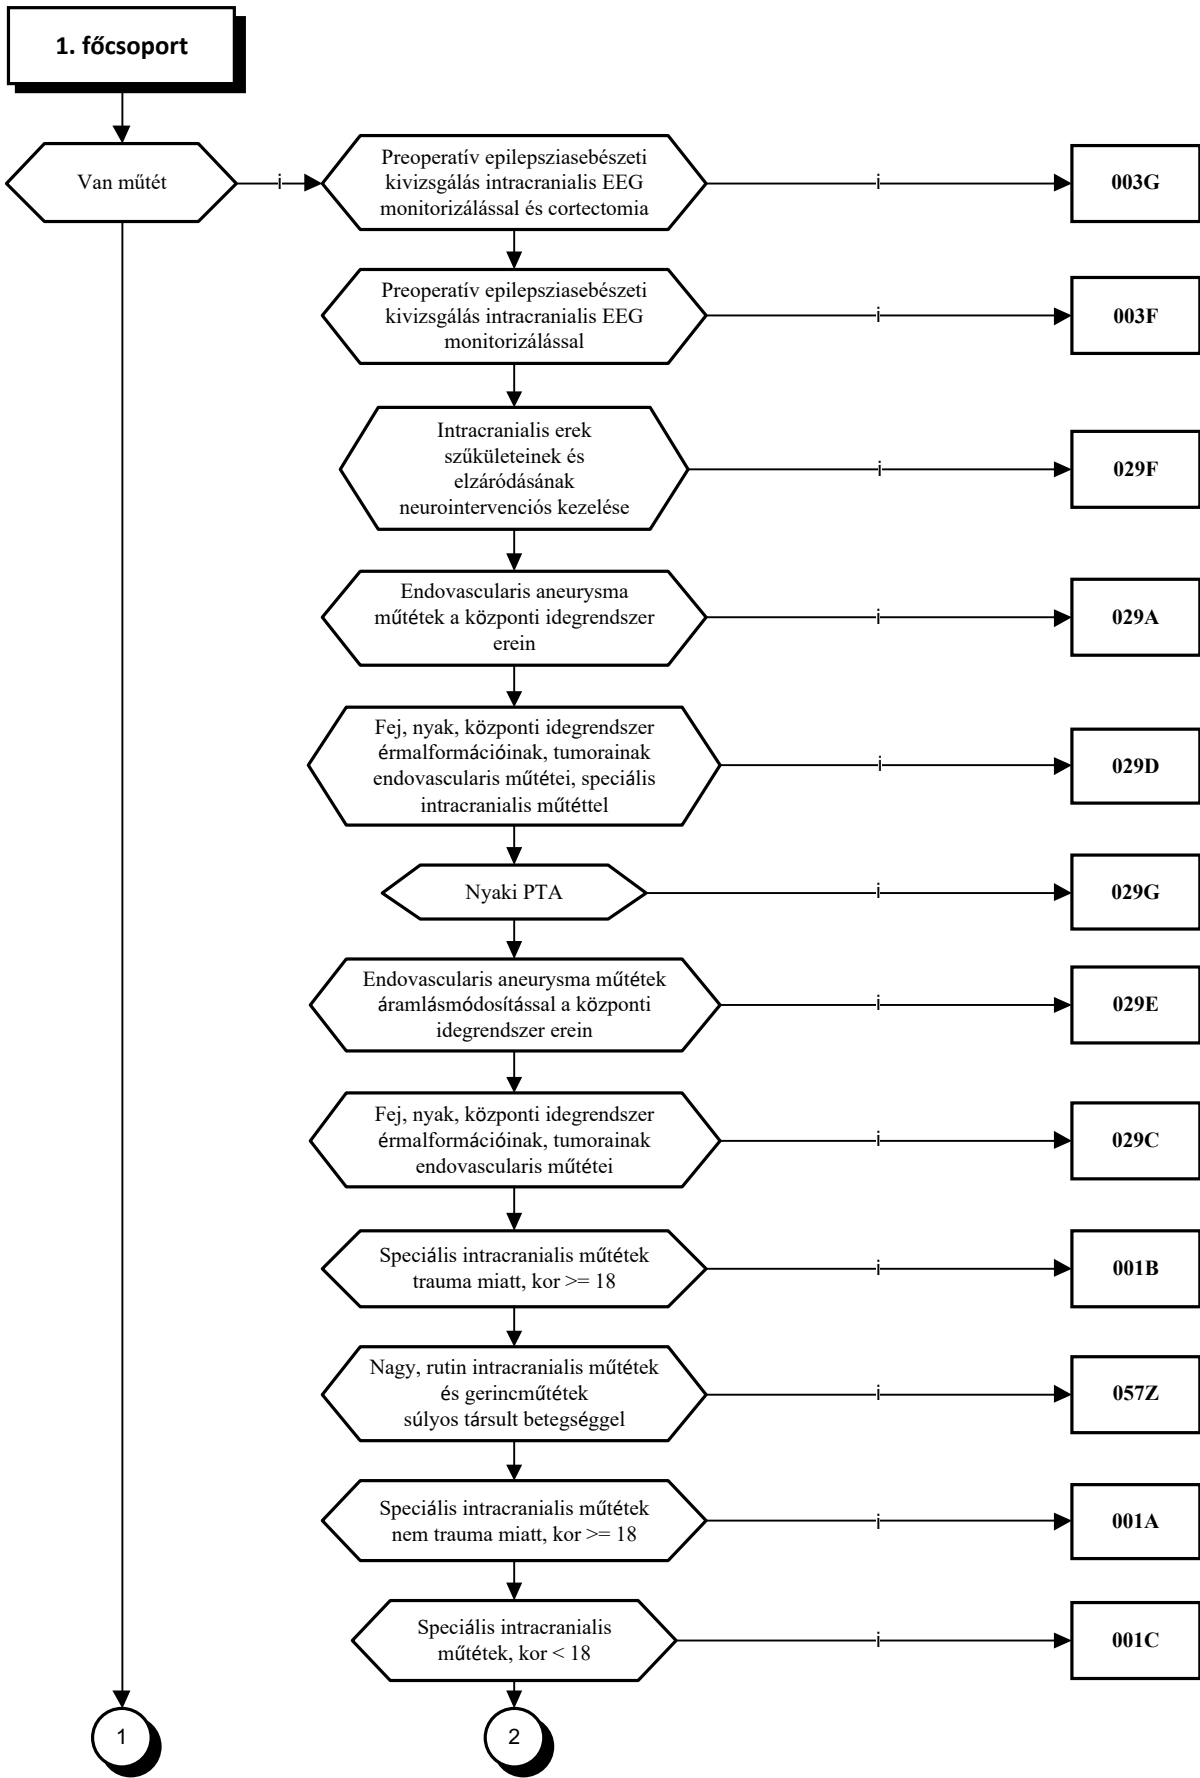 1. főcsoport
Van műtét
i
Preoperatív epilepsziasebészeti
kivizsgálás intracranialis EEG
monitorizálással és cortectomia
i
003G
Preoperatív epilepsziasebészeti
kivizsgálás intracranialis EEG
monitorizálással
i
003F
Intracranialis erek
szűkületeinek és
elzáródásának
neurointervenciós kezelése
i
029F
Endovascularis aneurysma
műtétek a központi idegrendszer
erein
i
029A
Fej, nyak, központi idegrendszer
érmalformációinak, tumorainak
endovascularis műtétei, speciális
intracranialis műtéttel
i
029D
Nyaki PTA
i
029G
Endovascularis aneurysma műtétek
áramlásmódosítással a központi
idegrendszer erein
i
029E
Fej, nyak, központi idegrendszer
érmalformációinak, tumorainak
endovascularis műtétei
i
029C
Speciális intracranialis műtétek
trauma miatt, kor >= 18
i
001B
Nagy, rutin intracranialis műtétek
és gerincműtétek
súlyos társult betegséggel
i
057Z
Speciális intracranialis műtétek
nem trauma miatt, kor >= 18
i
001A
Speciális intracranialis
műtétek, kor < 18
i
001C
1
2